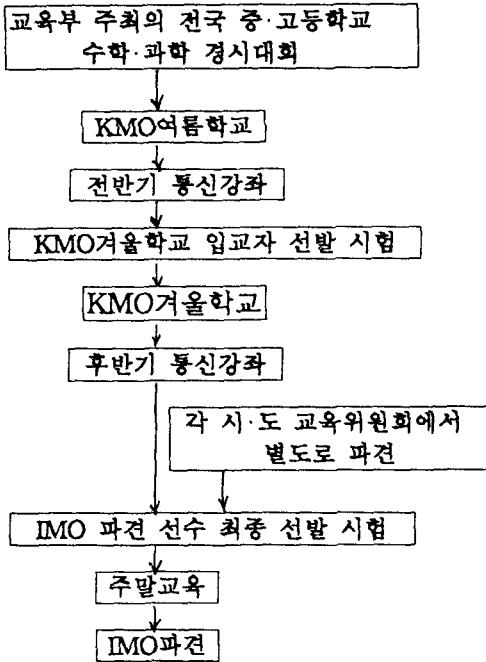 교육부 주최의 전국 중·고등학교
수학·과학 경시대회
KMO여름학교
전반기 통신강좌
KMO겨울학교 입교자 선발 시험
KMO겨울학교
후반기 통신강좌
각 시·도 교육위원회에서
별도로 파견
IMO 파견 선수 최종 선발 시험
주말교육
IMO파견